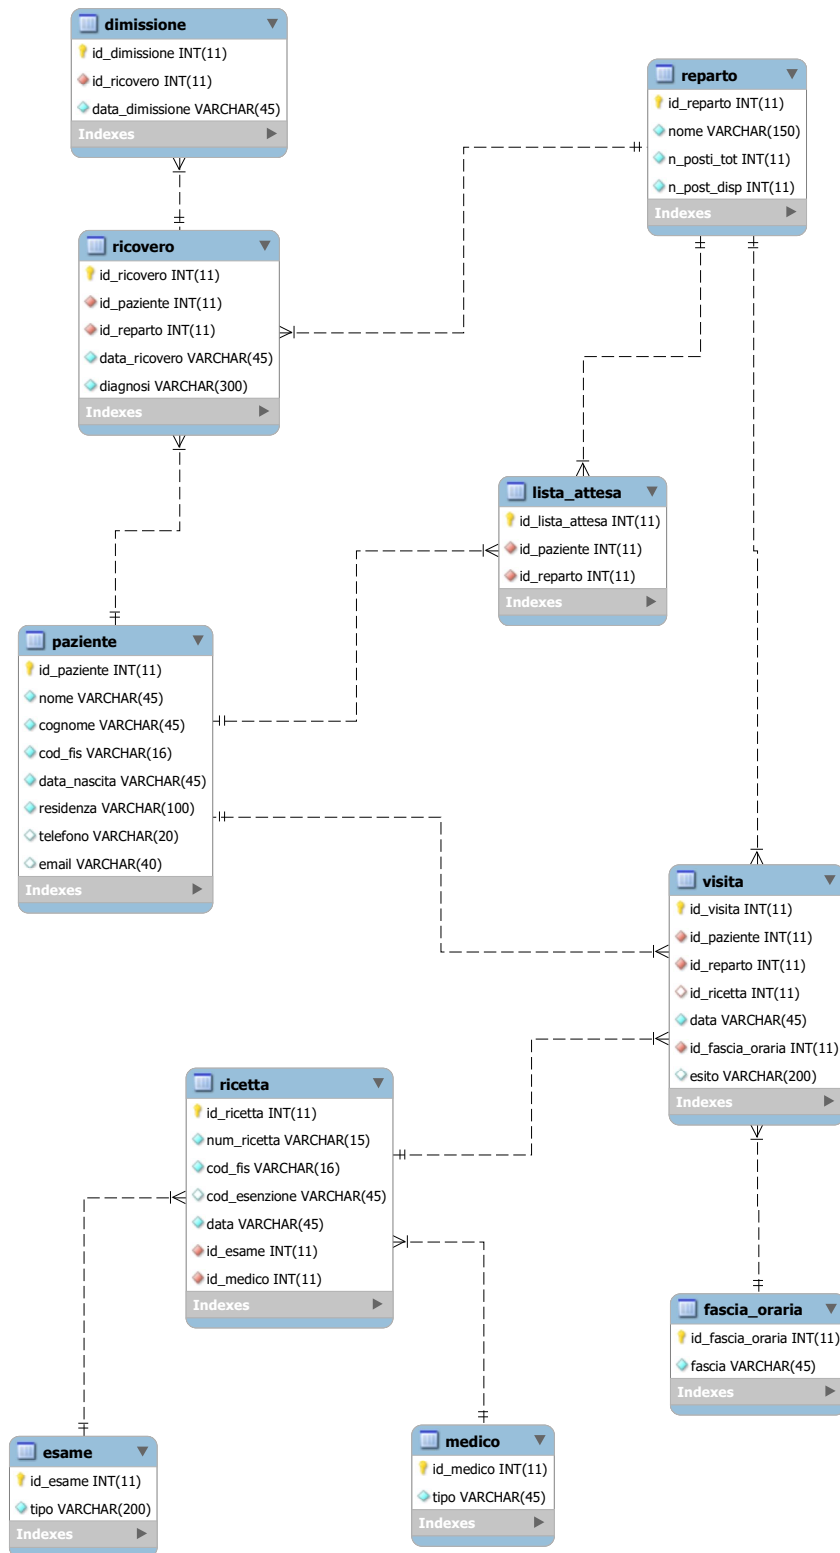 dimissione
id_dimissione INT(11)
id_ricovero INT(11)
data_dimissione VARCHAR(45)
Indexes
reparto
id_reparto INT(11)
nome VARCHAR(150)
n_posti_tot INT(11)
n_post_disp INT(11)
Indexes
ricovero
id_ricovero INT(11)
id_paziente INT(11)
id_reparto INT(11)
data_ricovero VARCHAR(45)
diagnosi VARCHAR(300)
Indexes
lista_attesa
id_lista_attesa INT(11)
id_paziente INT(11)
id_reparto INT(11)
Indexes
paziente
id_paziente INT(11)
nome VARCHAR(45)
cognome VARCHAR(45)
cod_fis VARCHAR(16)
data_nascita VARCHAR(45)
residenza VARCHAR(100)
telefono VARCHAR(20)
email VARCHAR(40)
Indexes
visita
id_visita INT(11)
id_paziente INT(11)
id_reparto INT(11)
id_ricetta INT(11)
data VARCHAR(45)
id_fascia_oraria INT(11)
esito VARCHAR(200)
Indexes
ricetta
id_ricetta INT(11)
num_ricetta VARCHAR(15)
cod_fis VARCHAR(16)
cod_esenzione VARCHAR(45)
data VARCHAR(45)
id_esame INT(11)
id_medico INT(11)
Indexes
fascia_oraria
id_fascia_oraria INT(11)
fascia VARCHAR(45)
Indexes
esame
id_esame INT(11)
tipo VARCHAR(200)
Indexes
medico
id_medico INT(11)
tipo VARCHAR(45)
Indexes